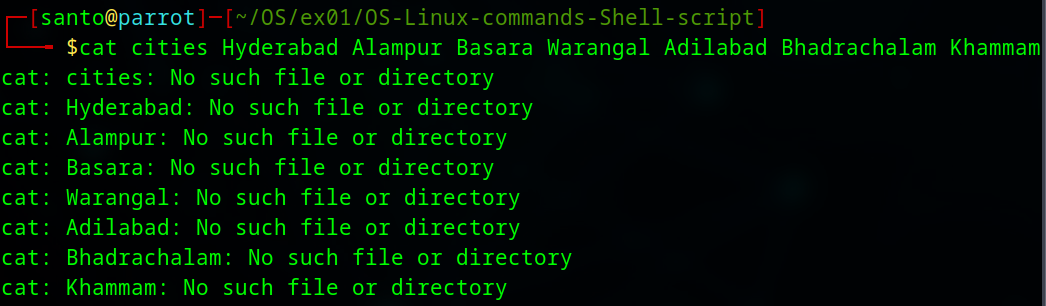 ┌─[santo@parrot]─[~/OS/ex01/OS-Linux-commands-Shell-script]
└──╼ $cat cities Hyderabad Alampur Basara Warangal Adilabad Bhadrachalam Khammam
cat: cities: No such file or directory
cat: Hyderabad: No such file or directory
cat: Alampur: No such file or directory
cat: Basara: No such file or directory
cat: Warangal: No such file or directory
cat: Adilabad: No such file or directory
cat: Bhadrachalam: No such file or directory
cat: Khammam: No such file or directory